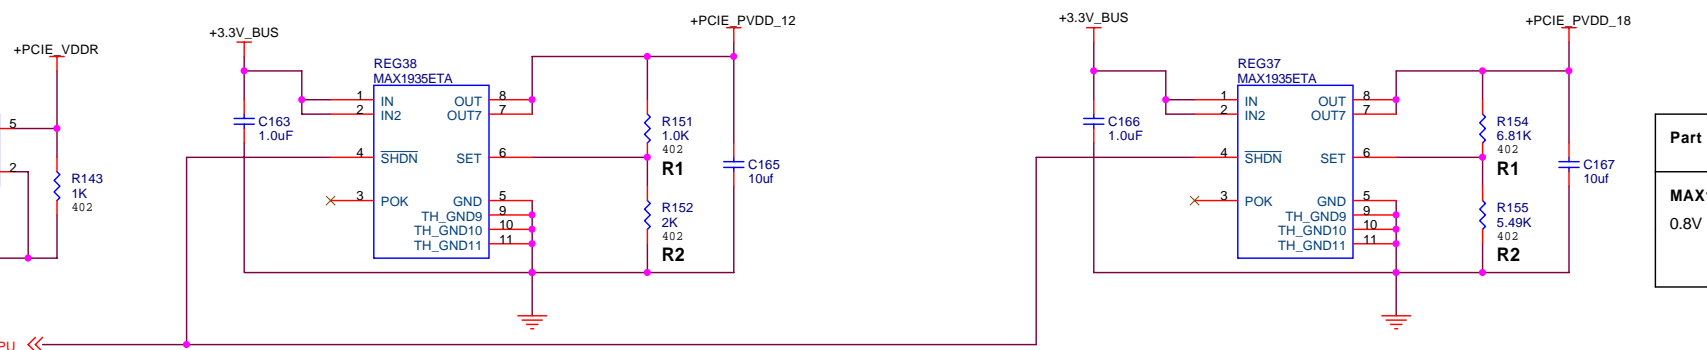 +PCIE_VDDR
5
2
R143
1K
402
+3.3V_BUS
C163
1.0uF
REG38
MAX1935ETA
1 IN OUT 8
2 IN2 OUT7 7
4 SHDN SET 6
3 POK GND 5
TH_GND9 9
TH_GND10 10
TH_GND11 11
+PCIE_PVDD_12
R151
1.0K
402
R1
C165
10uf
R152
2K
402
R2
+3.3V_BUS
C166
1.0uF
REG37
MAX1935ETA
1 IN OUT 8
2 IN2 OUT7 7
4 SHDN SET 6
3 POK GND 5
TH_GND9 9
TH_GND10 10
TH_GND11 11
+PCIE_PVDD_18
R154
6.81K
402
R1
C167
10uf
R155
5.49K
402
R2
Part
MAX
0.8V
PU